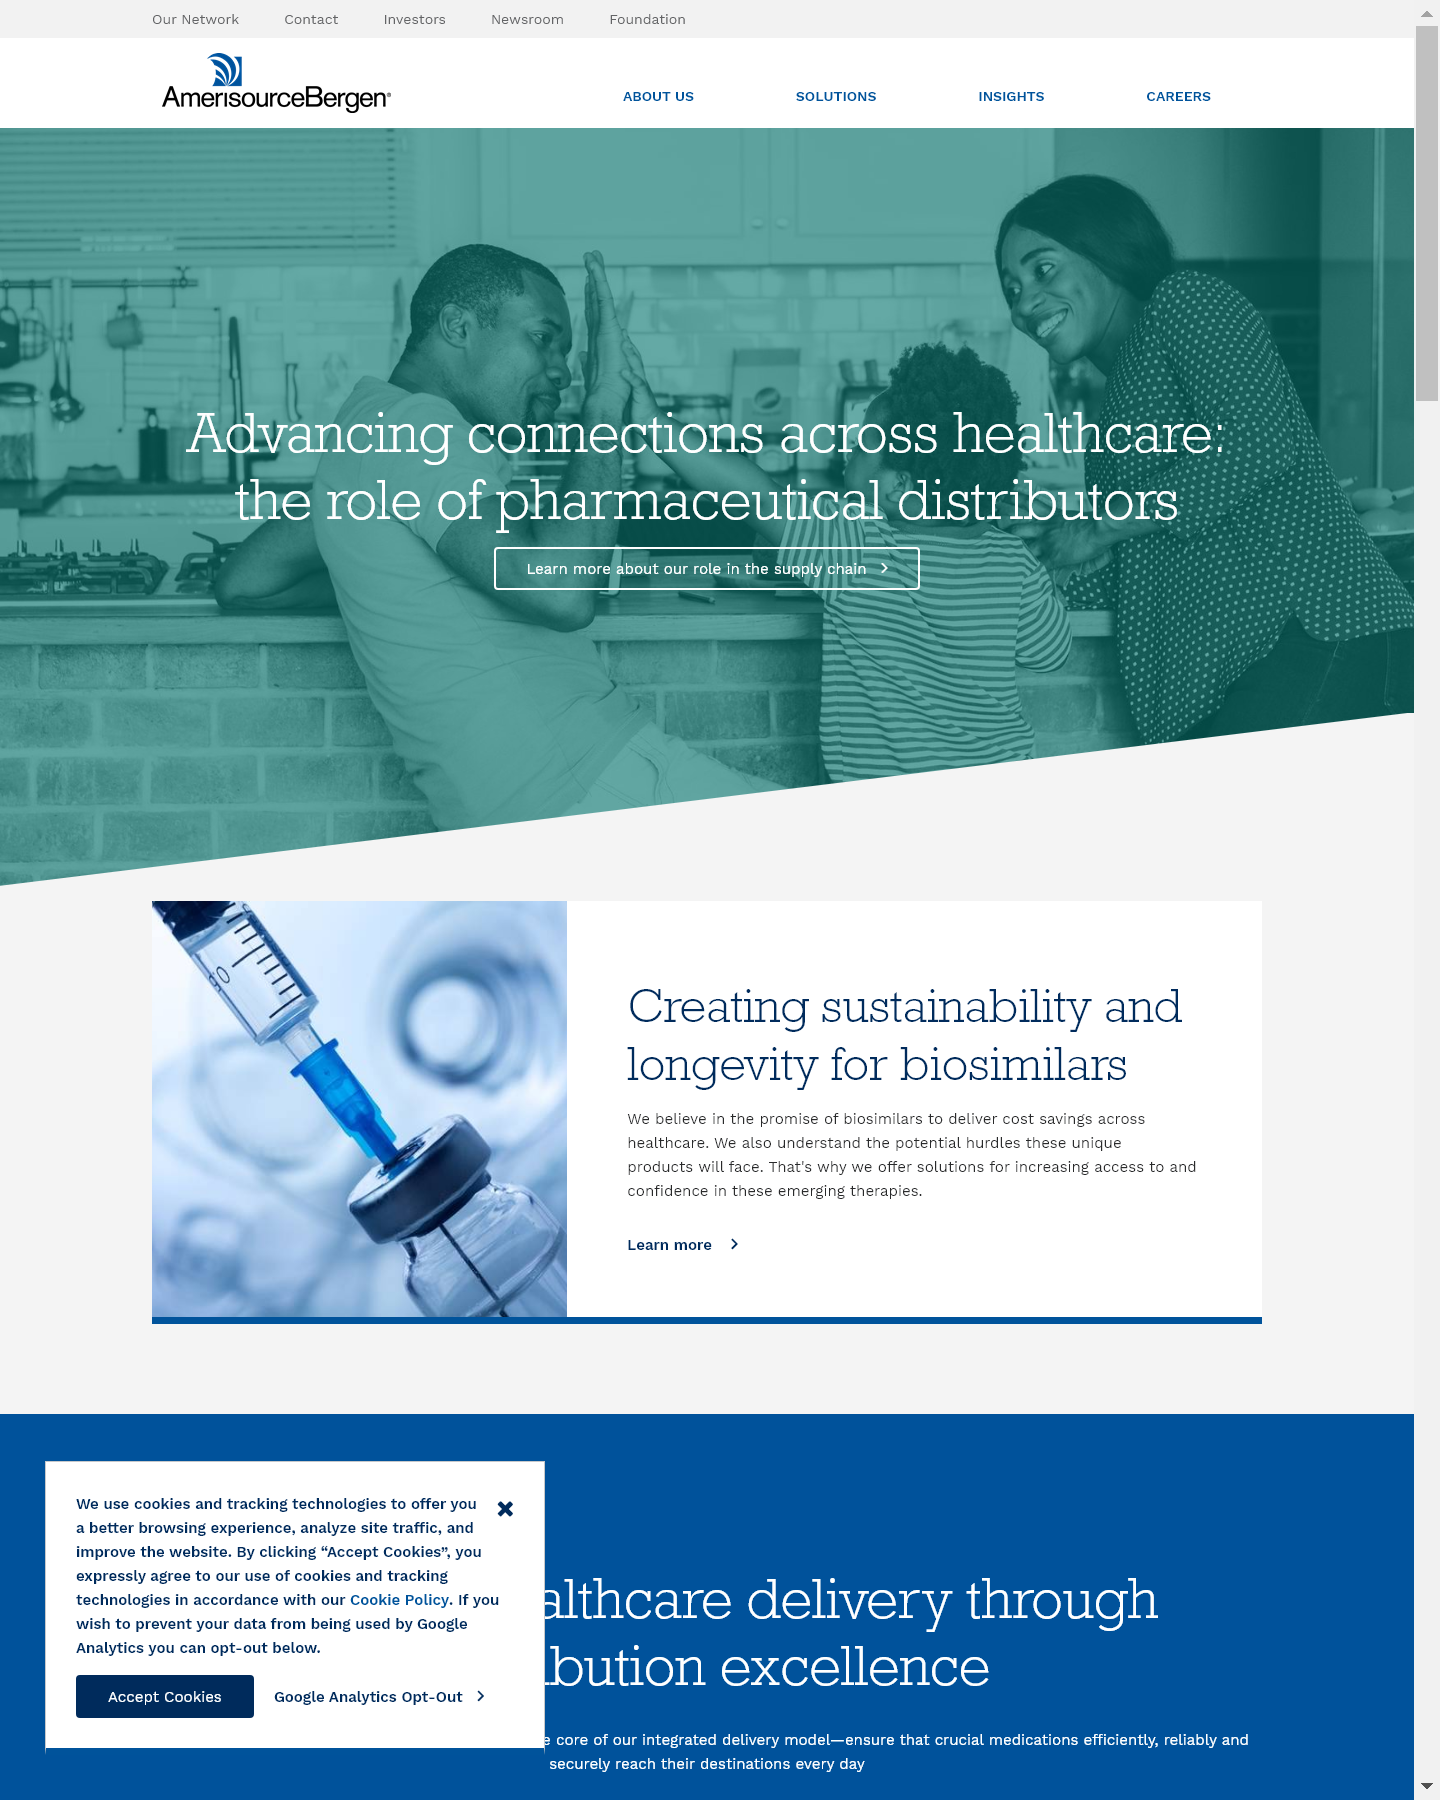 Our Network Contact Investors Newsroom Foundation
AmerisourceBergen®
ABOUT US SOLUTIONS INSIGHTS CAREERS
Advancing connections across healthcare:
the role of pharmaceutical distributors
Learn more about our role in the supply chain
Creating sustainability and
longevity for biosimilars
We believe in the promise of biosimilars to deliver cost savings across
healthcare. We also understand the potential hurdles these unique
products will face. That's why we offer solutions for increasing access to and
confidence in these emerging therapies.
Learn more
We use cookies and tracking technologies to offer you
a better browsing experience, analyze site traffic, and
improve the website. By clicking “Accept Cookies”, you
expressly agree to our use of cookies and tracking
technologies in accordance with our Cookie Policy. If you
wish to prevent your data from being used by Google
Analytics you can opt-out below.
Accept Cookies Google Analytics Opt-Out
delivery through
excellence
core of our integrated delivery model—ensure that crucial medications efficiently, reliably and
securely reach their destinations every day